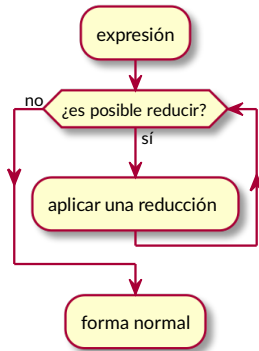 expresión
no
¿es posible reducir?
sí
aplicar una reducción
forma normal